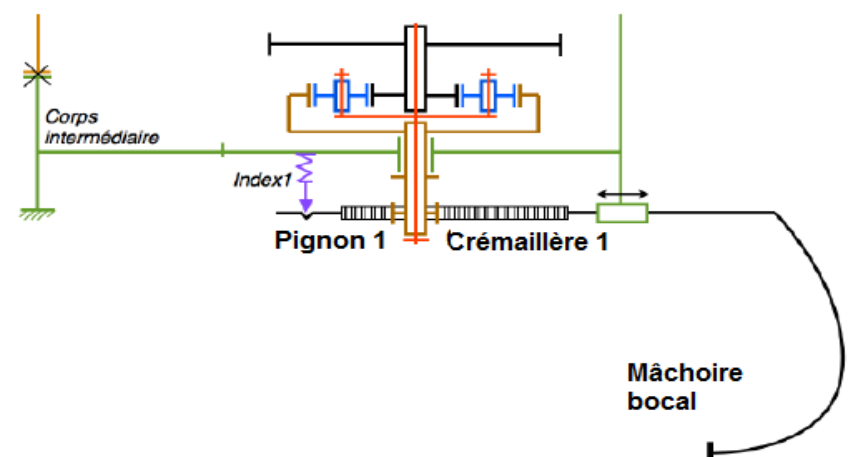 Corps
intermédiaire
Index1
Pignon 1
Crémaillère 1
Mâchoire
bocal